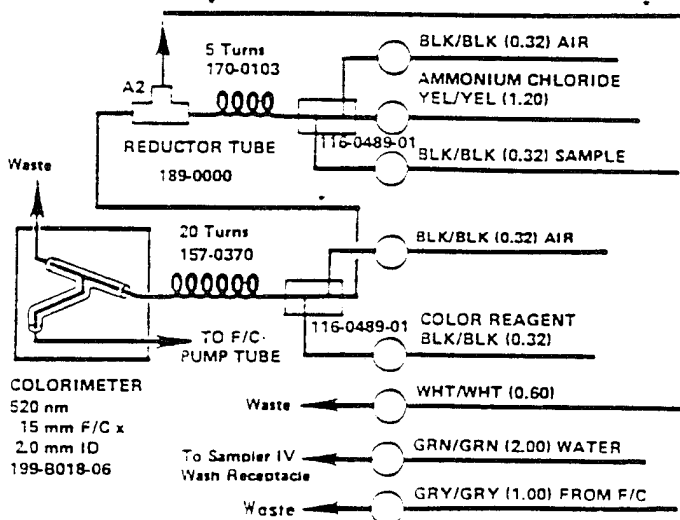 BLK/BLK (0.32) AIR
5 Turns
170-0103
AMMONIUM CHLORIDE
YEL/YEL (1.20)
A2
116-0489-01
REDUCTOR TUBE
BLK/BLK (0.32) SAMPLE
189-0000
Waste
20 Turns
157-0370
BLK/BLK (0.32) AIR
116-0489-01
COLOR REAGENT
BLK/BLK (0.32)
TO F/C
PUMP TUBE
COLORIMETER
520 nm
15 mm F/C x
2.0 mm ID
199-B018-06
Waste
WHT/WHT (0.60)
To Sampler IV
Wash Receptacle
GRN/GRN (2.00) WATER
Waste
GRY/GRY (1.00) FROM F/C